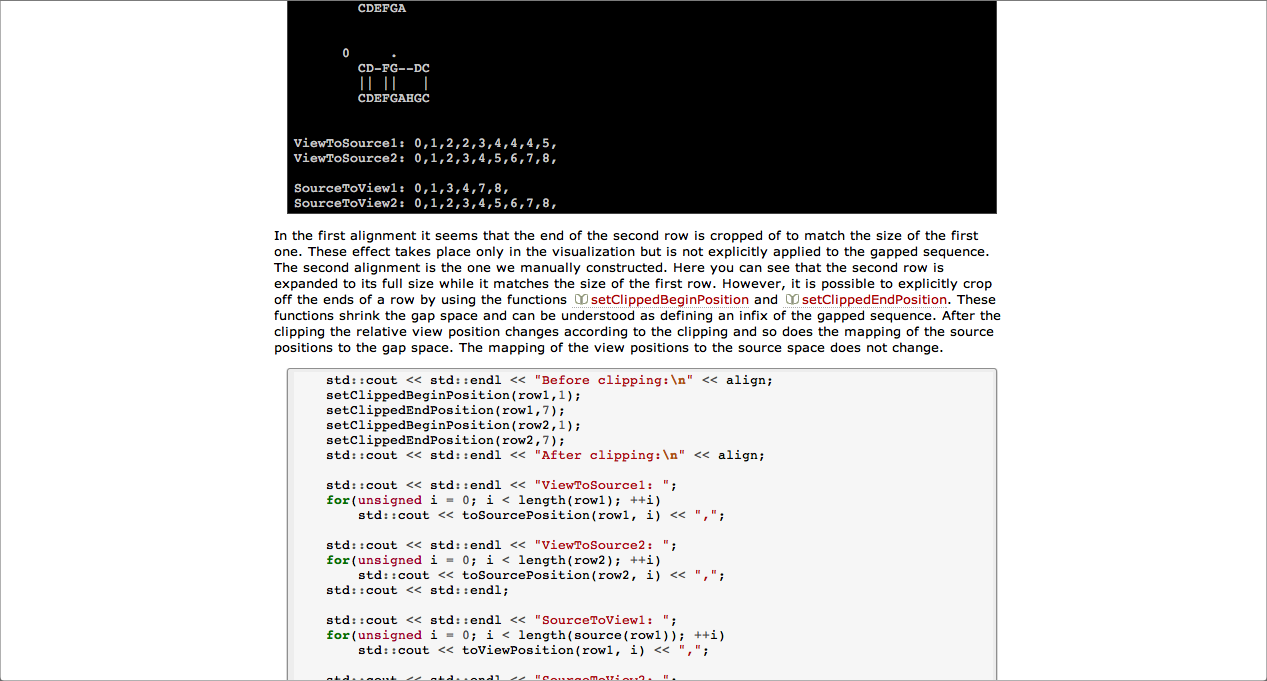 CDEFGA
0     .
CD-FG--DC
|| ||   |
CDEFGAHGC
ViewToSource1: 0,1,2,2,3,4,4,4,5,
ViewToSource2: 0,1,2,3,4,5,6,7,8,
SourceToView1: 0,1,3,4,7,8,
SourceToView2: 0,1,2,3,4,5,6,7,8,
In the first alignment it seems that the end of the second row is cropped of to match the size of the first
one. These effect takes place only in the visualization but is not explicitly applied to the gapped sequence.
The second alignment is the one we manually constructed. Here you can see that the second row is
expanded to its full size while it matches the size of the first row. However, it is possible to explicitly crop
off the ends of a row by using the functions setClippedBeginPosition and setClippedEndPosition. These
functions shrink the gap space and can be understood as defining an infix of the gapped sequence. After the
clipping the relative view position changes according to the clipping and so does the mapping of the source
positions to the gap space. The mapping of the view positions to the source space does not change.
std::cout << std::endl << "Before clipping:\n" << align;
setClippedBeginPosition(row1,1);
setClippedEndPosition(row1,7);
setClippedBeginPosition(row2,1);
setClippedEndPosition(row2,7);
std::cout << std::endl << "After clipping:\n" << align;
std::cout << std::endl << "ViewToSource1: ";
for(unsigned i = 0; i < length(row1); ++i)
std::cout << toSourcePosition(row1, i) << ",";
std::cout << std::endl << "ViewToSource2: ";
for(unsigned i = 0; i < length(row2); ++i)
std::cout << toSourcePosition(row2, i) << ",";
std::cout << std::endl;
std::cout << std::endl << "SourceToView1: ";
for(unsigned i = 0; i < length(source(row1)); ++i)
std::cout << toViewPosition(row1, i) << ",";
std::cout << std::endl << "SourceToView2: ";